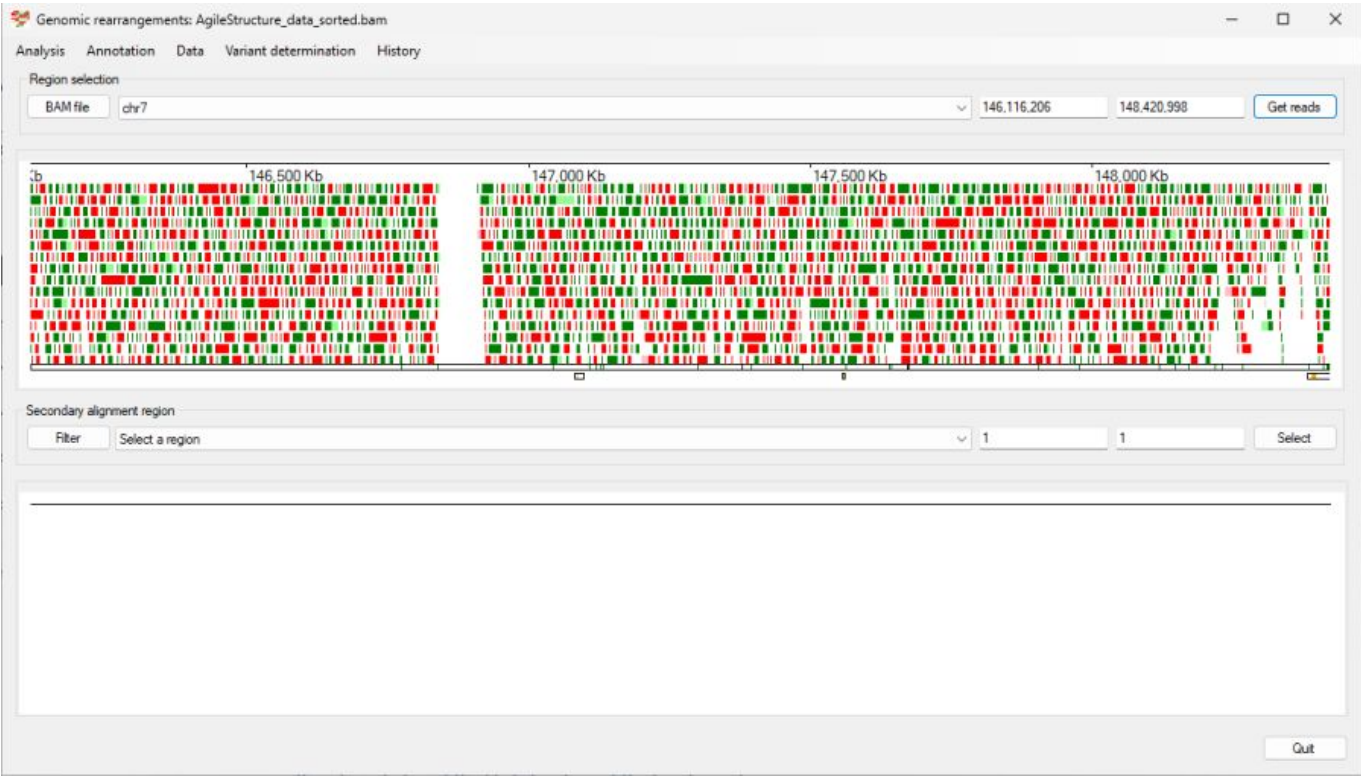 Genomic rearrangements: AgileStructure_data_sorted.bam
Analysis Annotation Data Variant determination History
Region selection
BAM file chr7 146,116,206 148,420,998 Get reads
Kb 146,500 Kb 147,000 Kb 147,500 Kb 148,000 Kb
Secondary alignment region
Filter Select a region 1 1 Select
Quit